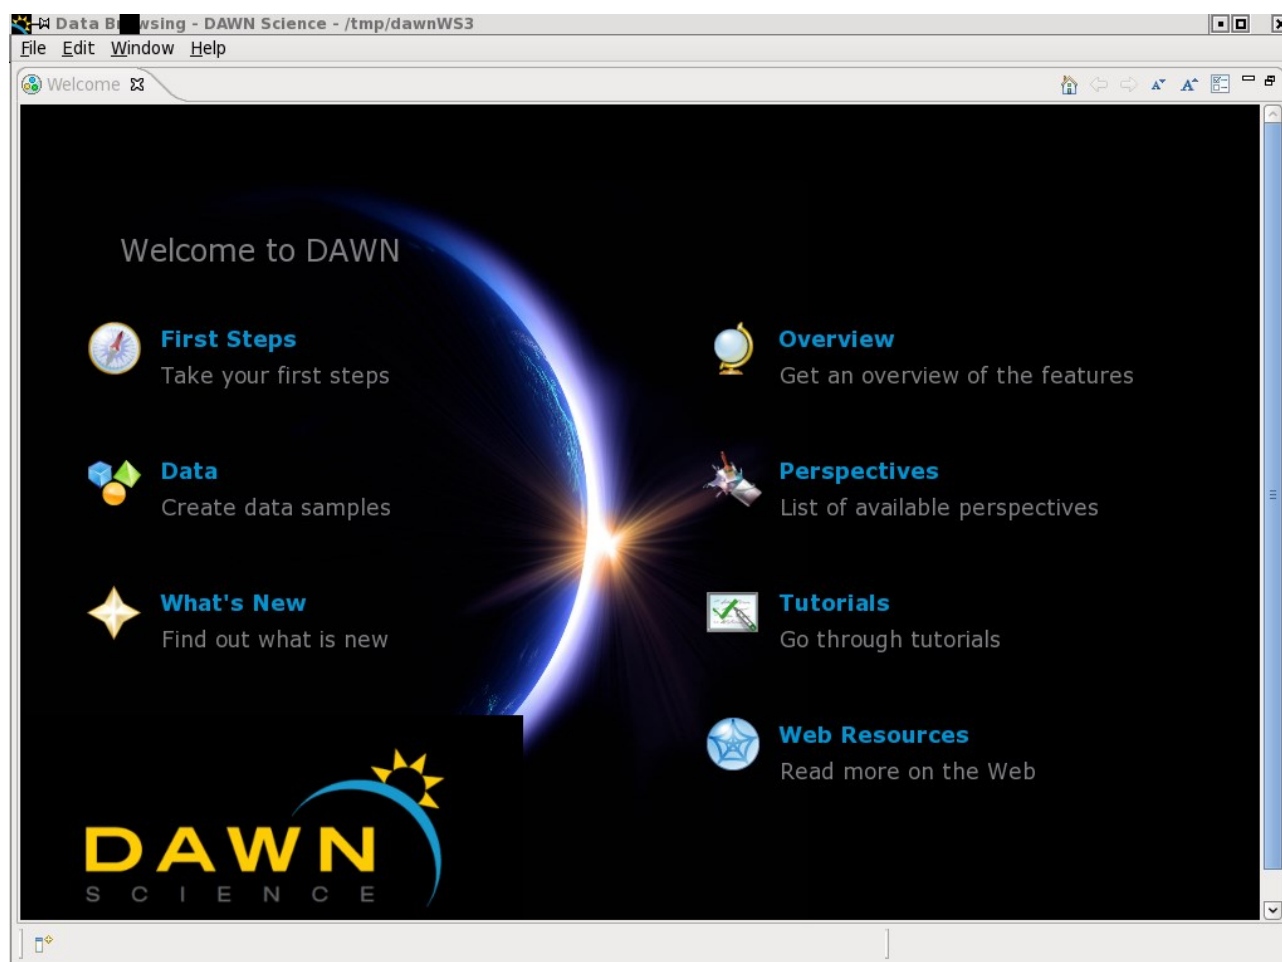 Data B wsing - DAWN Science - /tmp/dawnWS3
File Edit Window Help
Welcome
Welcome to DAWN
First Steps
Take your first steps
Data
Create data samples
What's New
Find out what is new
Overview
Get an overview of the features
Perspectives
List of available perspectives
Tutorials
Go through tutorials
Web Resources
Read more on the Web
DAWN
SCIENCE